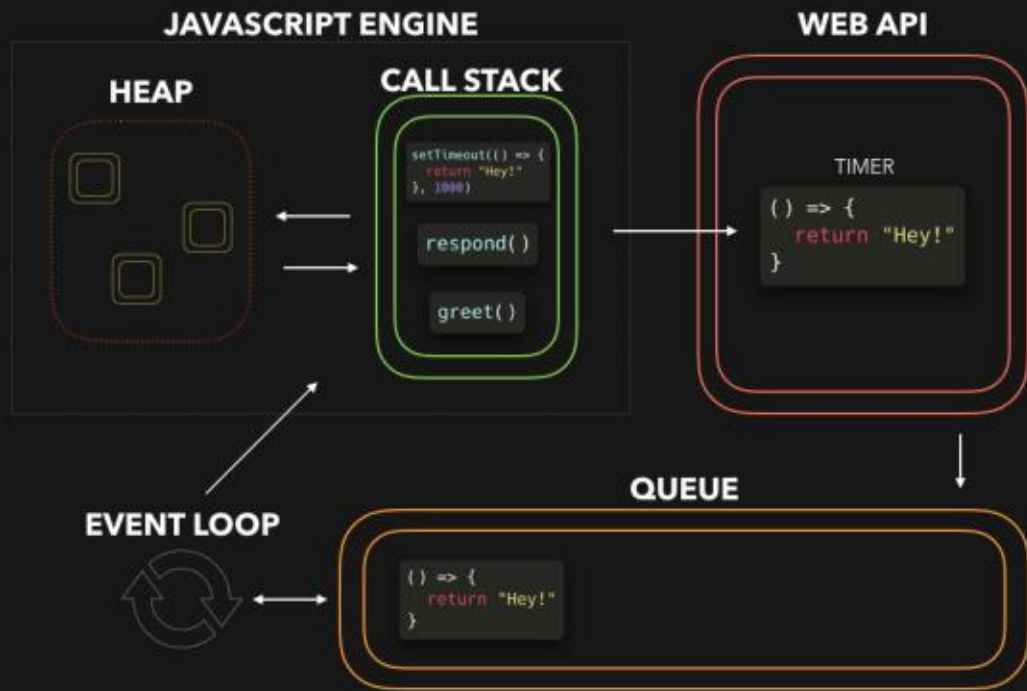 JAVASCRIPT ENGINE
WEB API
HEAP
CALL STACK
setTimeout(() => {
return "Hey!"
}, 1000)
respond()
greet()
TIMER
() => {
return "Hey!"
}
EVENT LOOP
QUEUE
() => {
return "Hey!"
}